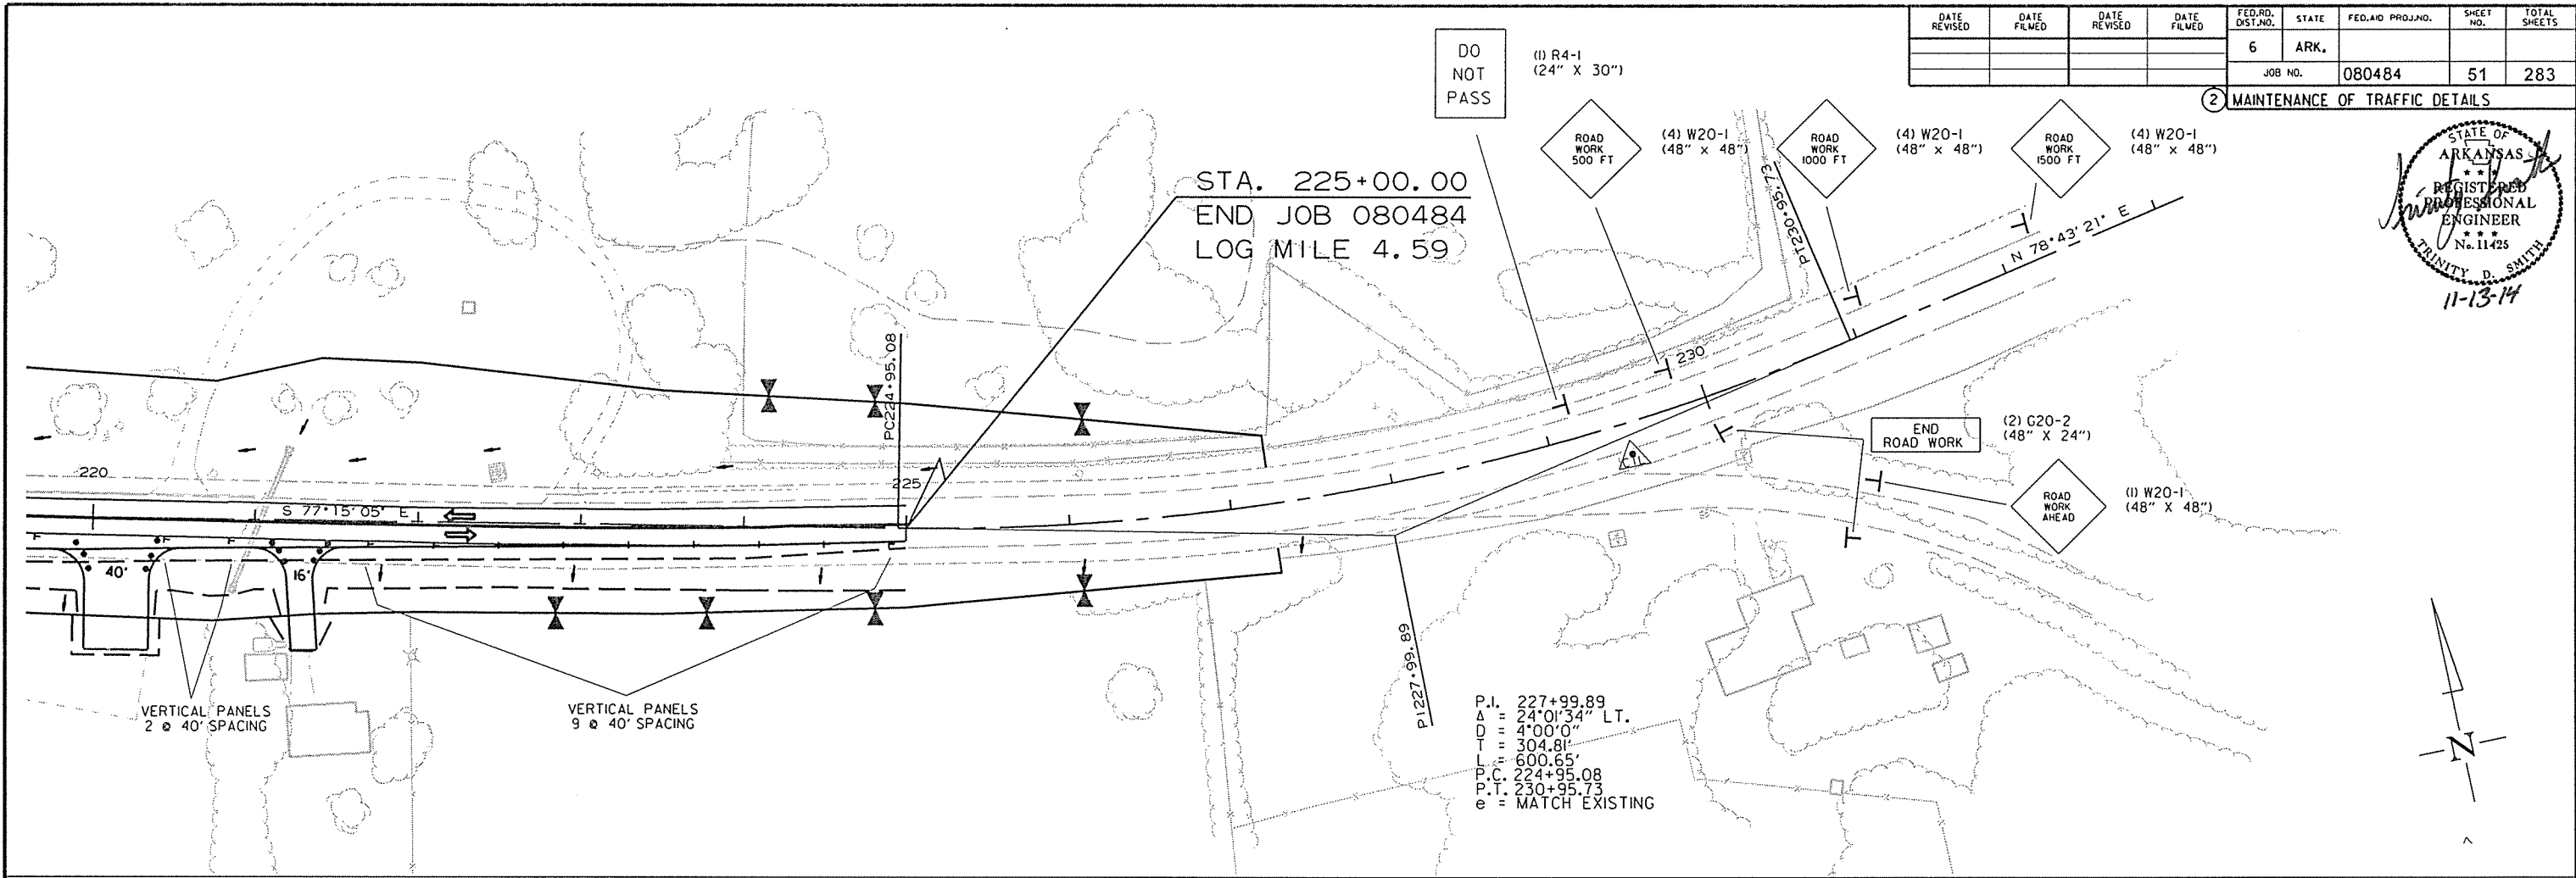 DATE REVISED
DATE FILMED
DATE REVISED
DATE FILMED
FED.RD. DIST.NO.
STATE
FED.AID PROJ.NO.
SHEET NO.
TOTAL SHEETS
6
ARK.
JOB NO.
080484
51
283
2 MAINTENANCE OF TRAFFIC DETAILS
STATE OF
ARKANSAS
REGISTERED
PROFESSIONAL
ENGINEER
No. 11425
TRINITY D. SMITH
11-13-14
DO
NOT
PASS
(1) R4-1
(24" X 30")
ROAD
WORK
500 FT
(4) W20-1
(48" x 48")
ROAD
WORK
1000 FT
(4) W20-1
(48" x 48")
ROAD
WORK
1500 FT
(4) W20-1
(48" x 48")
STA. 225+00.00
END JOB 080484
LOG MILE 4.59
PT230+95.73
N 78°43'21" E
PC224+95.08
230
220
225
S 77°15'05" E
END
ROAD WORK
(2) G20-2
(48" X 24")
CTL
ROAD
WORK
AHEAD
(1) W20-1
(48" X 48")
40'
16'
VERTICAL PANELS
2 @ 40' SPACING
VERTICAL PANELS
9 @ 40' SPACING
PI227+99.89
P.I. 227+99.89
Δ = 24°01'34" LT.
D = 4°00'0"
T = 304.81'
L = 600.65'
P.C. 224+95.08
P.T. 230+95.73
e = MATCH EXISTING
N